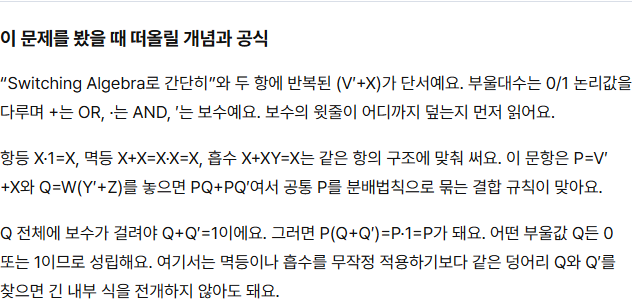 이 문제를 봤을 때 떠올릴 개념과 공식
“Switching Algebra로 간단히”와 두 항에 반복된 (V′+X)가 단서예요. 부울대수는 0/1 논리값을
다루며 +는 OR, ·는 AND, ′는 보수예요. 보수의 윗줄이 어디까지 덮는지 먼저 읽어요.
항등 X·1=X, 멱등 X+X=X·X=X, 흡수 X+XY=X는 같은 항의 구조에 맞춰 써요. 이 문항은 P=V′
+X와 Q=W(Y′+Z)를 놓으면 PQ+PQ′여서 공통 P를 분배법칙으로 묶는 결합 규칙이 맞아요.
Q 전체에 보수가 걸려야 Q+Q′=1이에요. 그러면 P(Q+Q′)=P·1=P가 돼요. 어떤 부울값 Q든 0
또는 1이므로 성립해요. 여기서는 멱등이나 흡수를 무작정 적용하기보다 같은 덩어리 Q와 Q′를
찾으면 긴 내부 식을 전개하지 않아도 돼요.